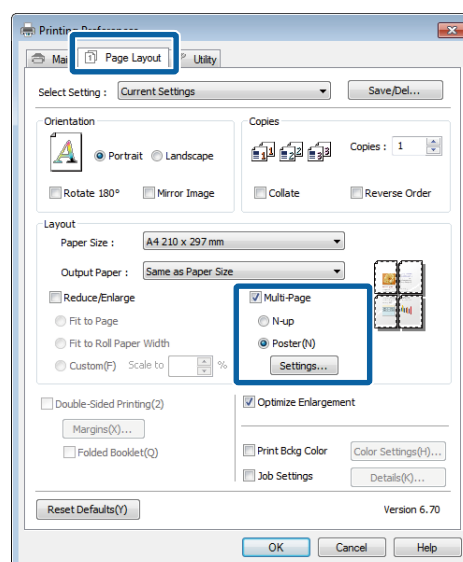 Printing Preferences
Main Page Layout Utility
Select Setting : Current Settings Save/Del...
Orientation Copies
Portrait Landscape Copies : 1
Rotate 180° Mirror Image Collate Reverse Order
Layout
Paper Size : A4 210 x 297 mm
Output Paper : Same as Paper Size
Reduce/Enlarge Multi-Page
Fit to Page N-up
Fit to Roll Paper Width Poster(N)
Custom(F) Scale to % Settings...
Double-Sided Printing(2) Optimize Enlargement
Margins(X)...
Folded Booklet(Q) Print Bckg Color Color Settings(H)...
Job Settings Details(K)...
Reset Defaults(Y) Version 6.70
OK Cancel Help